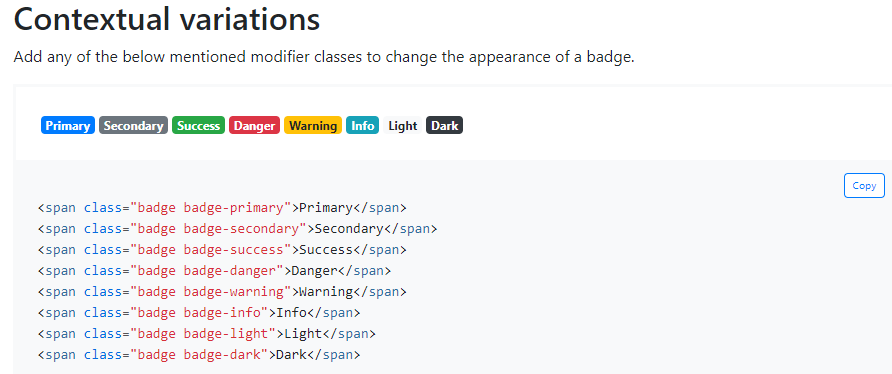 Contextual variations
Add any of the below mentioned modifier classes to change the appearance of a badge.
Primary Secondary Success Danger Warning Info Light Dark
Copy
<span class="badge badge-primary">Primary</span>
<span class="badge badge-secondary">Secondary</span>
<span class="badge badge-success">Success</span>
<span class="badge badge-danger">Danger</span>
<span class="badge badge-warning">Warning</span>
<span class="badge badge-info">Info</span>
<span class="badge badge-light">Light</span>
<span class="badge badge-dark">Dark</span>